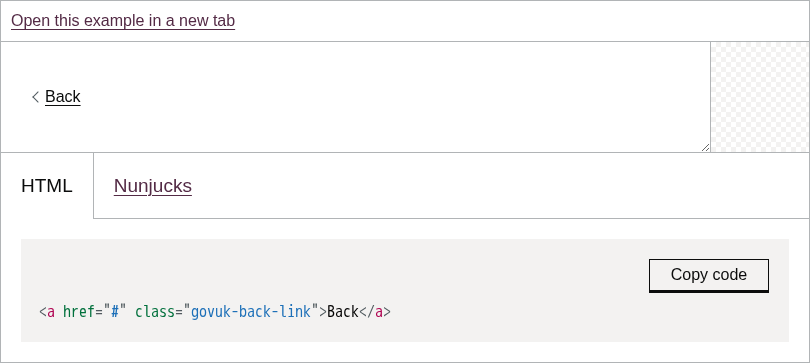 Open this example in a new tab
Back
HTML
Nunjucks
Copy code
<a href="#" class="govuk-back-link">Back</a>